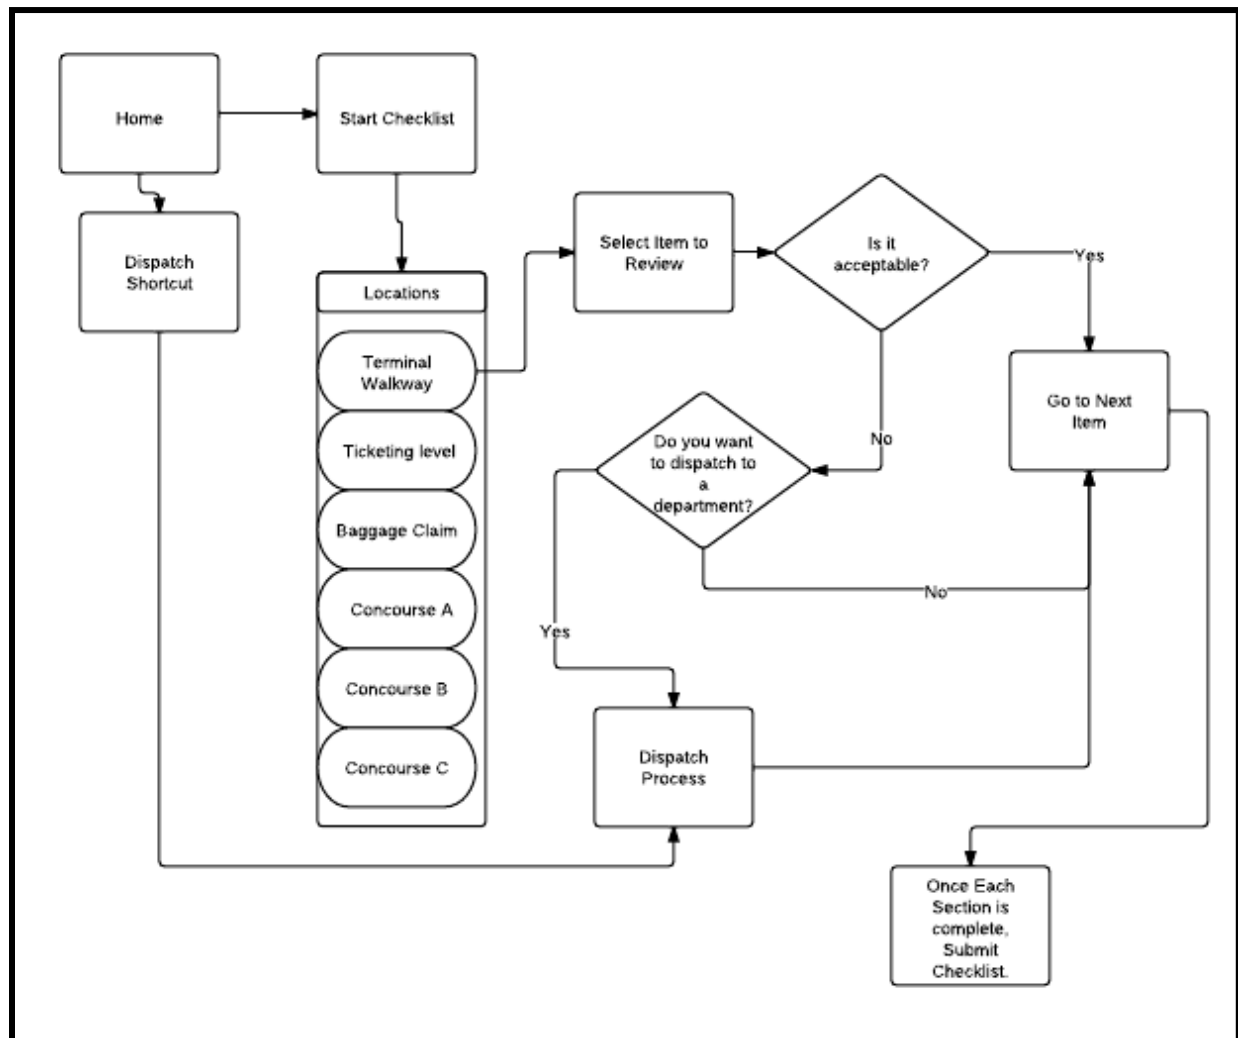 Home
Start Checklist
Dispatch
Shortcut
Locations
Terminal
Walkway
Ticketing level
Baggage Claim
Concourse A
Concourse B
Concourse C
Select Item to
Review
Is it
acceptable?
Yes
No
Go to Next
Item
Do you want
to dispatch to
a
department?
No
Yes
Dispatch
Process
Once Each
Section is
complete,
Submit
Checklist.